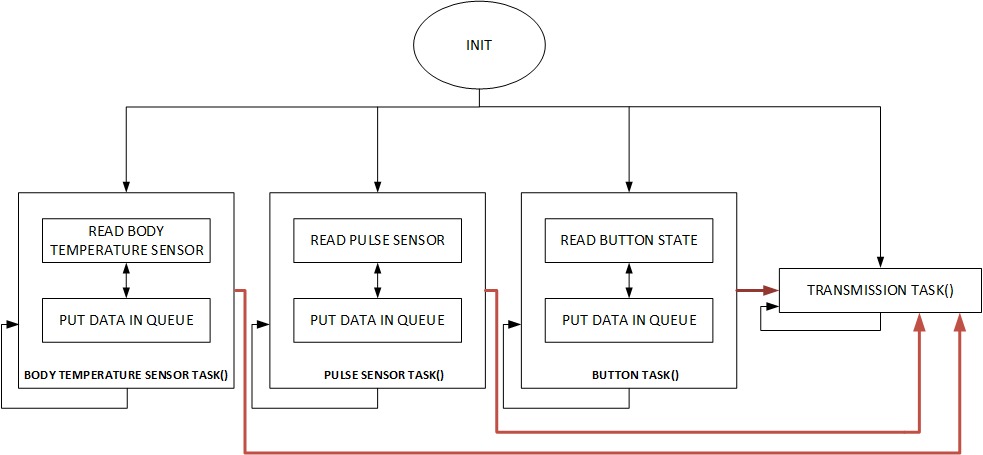 INIT
READ BODY
TEMPERATURE SENSOR
PUT DATA IN QUEUE
BODY TEMPERATURE SENSOR TASK()
READ PULSE SENSOR
PUT DATA IN QUEUE
PULSE SENSOR TASK()
READ BUTTON STATE
PUT DATA IN QUEUE
BUTTON TASK()
TRANSMISSION TASK()